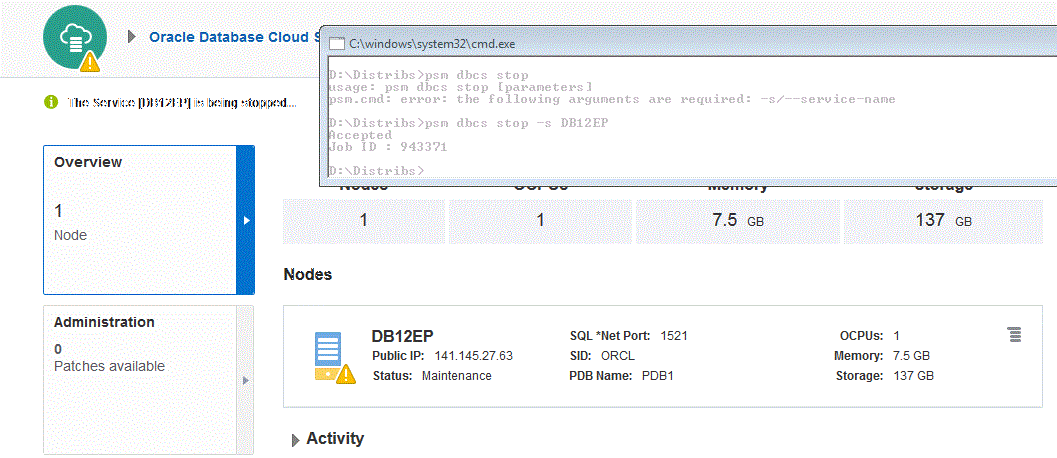 Oracle Database Cloud S
C:\windows\system32\cmd.exe
D:\Distribs>psm dbcs stop
usage: psm dbcs stop [parameters]
psm.cmd: error: the following arguments are required: -s/--service-name
D:\Distribs>psm dbcs stop -s DB12EP
Accepted
Job ID : 943371
D:\Distribs>
The Service [DB12EP] is being stopped...
Overview
1
Node
Nodes OCPUs Memory Storage
1 1 7.5 GB 137 GB
Administration
0
Patches available
Nodes
DB12EP
Public IP: 141.145.27.63
Status: Maintenance
SQL *Net Port: 1521
SID: ORCL
PDB Name: PDB1
OCPUs: 1
Memory: 7.5 GB
Storage: 137 GB
Activity